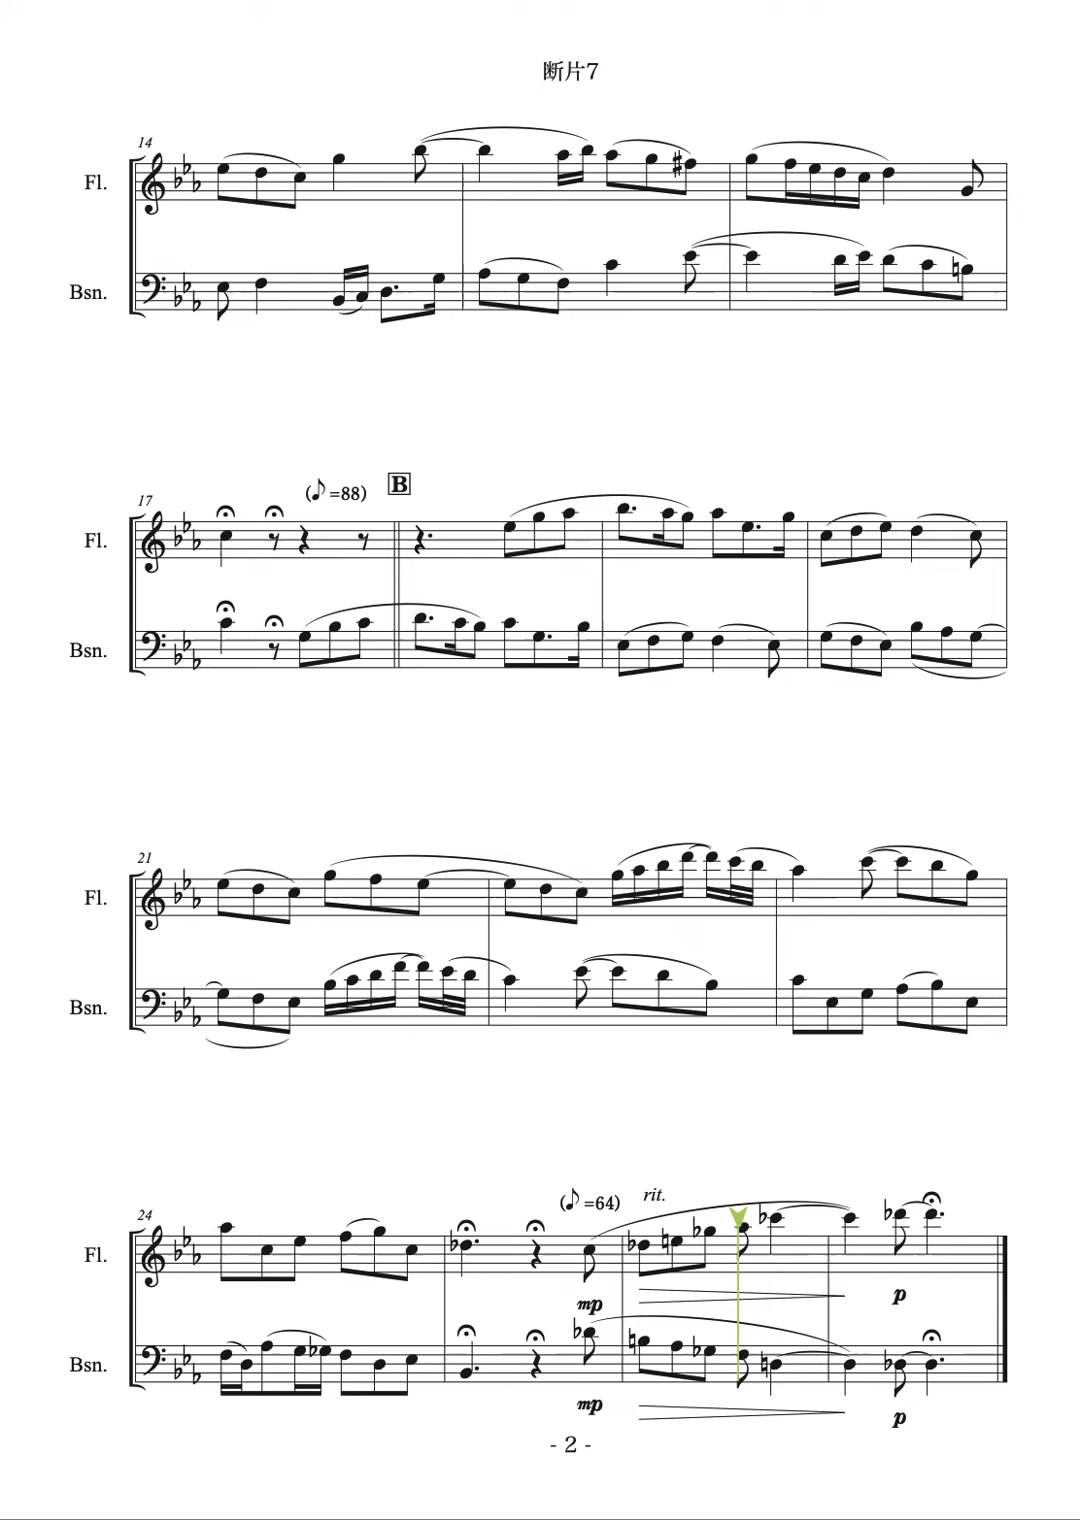 断片7
14
Fl.
Bsn.
17
(♪=88)
B
Fl.
Bsn.
21
Fl.
Bsn.
24
(♪=64)
rit.
Fl.
mp
p
Bsn.
mp
p
- 2 -